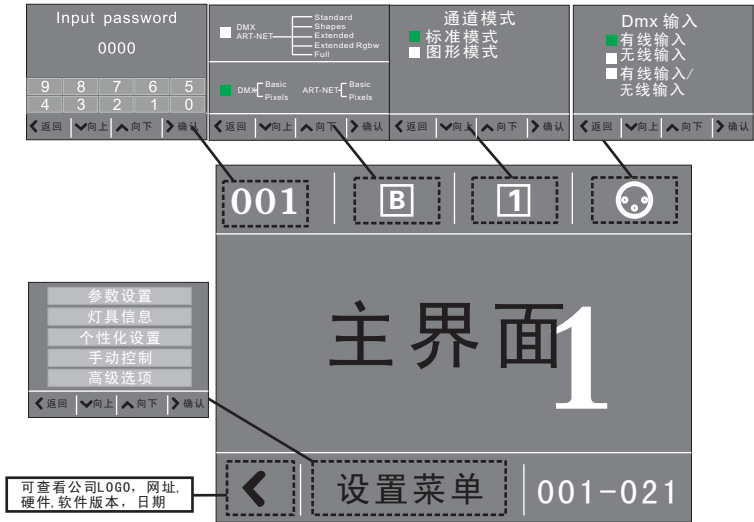 Input password
0000
9 8 7 6 5
4 3 2 1 0
返回 向上 向下 确认
DMX
ART-NET
Standard
Shapes
Extended
Extended Rgbw
Full
DMX
Basic
Pixels
ART-NET
Basic
Pixels
返回 向上 向下 确认
通道模式
标准模式
图形模式
返回 向上 向下 确认
Dmx 输入
有线输入
无线输入
有线输入/
无线输入
返回 向上 向下 确认
001
B
1
主界面
1
参数设置
灯具信息
个性化设置
手动控制
高级选项
返回 向上 向下 确认
可查看公司LOGO，网址,
硬件,软件版本，日期
设置菜单
001-021